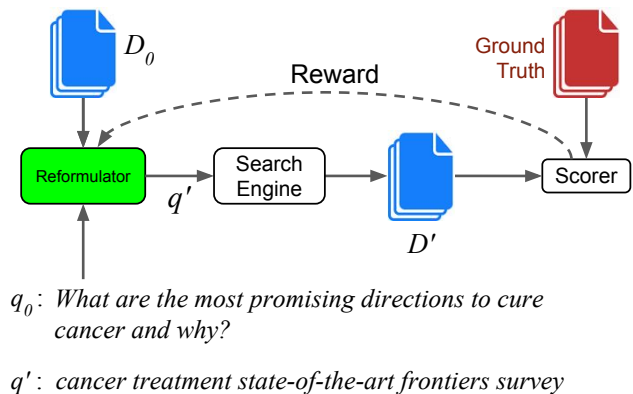 D₀
Ground
Truth
Reward
Reformulator
q'
Search
Engine
D'
Scorer
q₀ : What are the most promising directions to cure
cancer and why?
q' : cancer treatment state-of-the-art frontiers survey